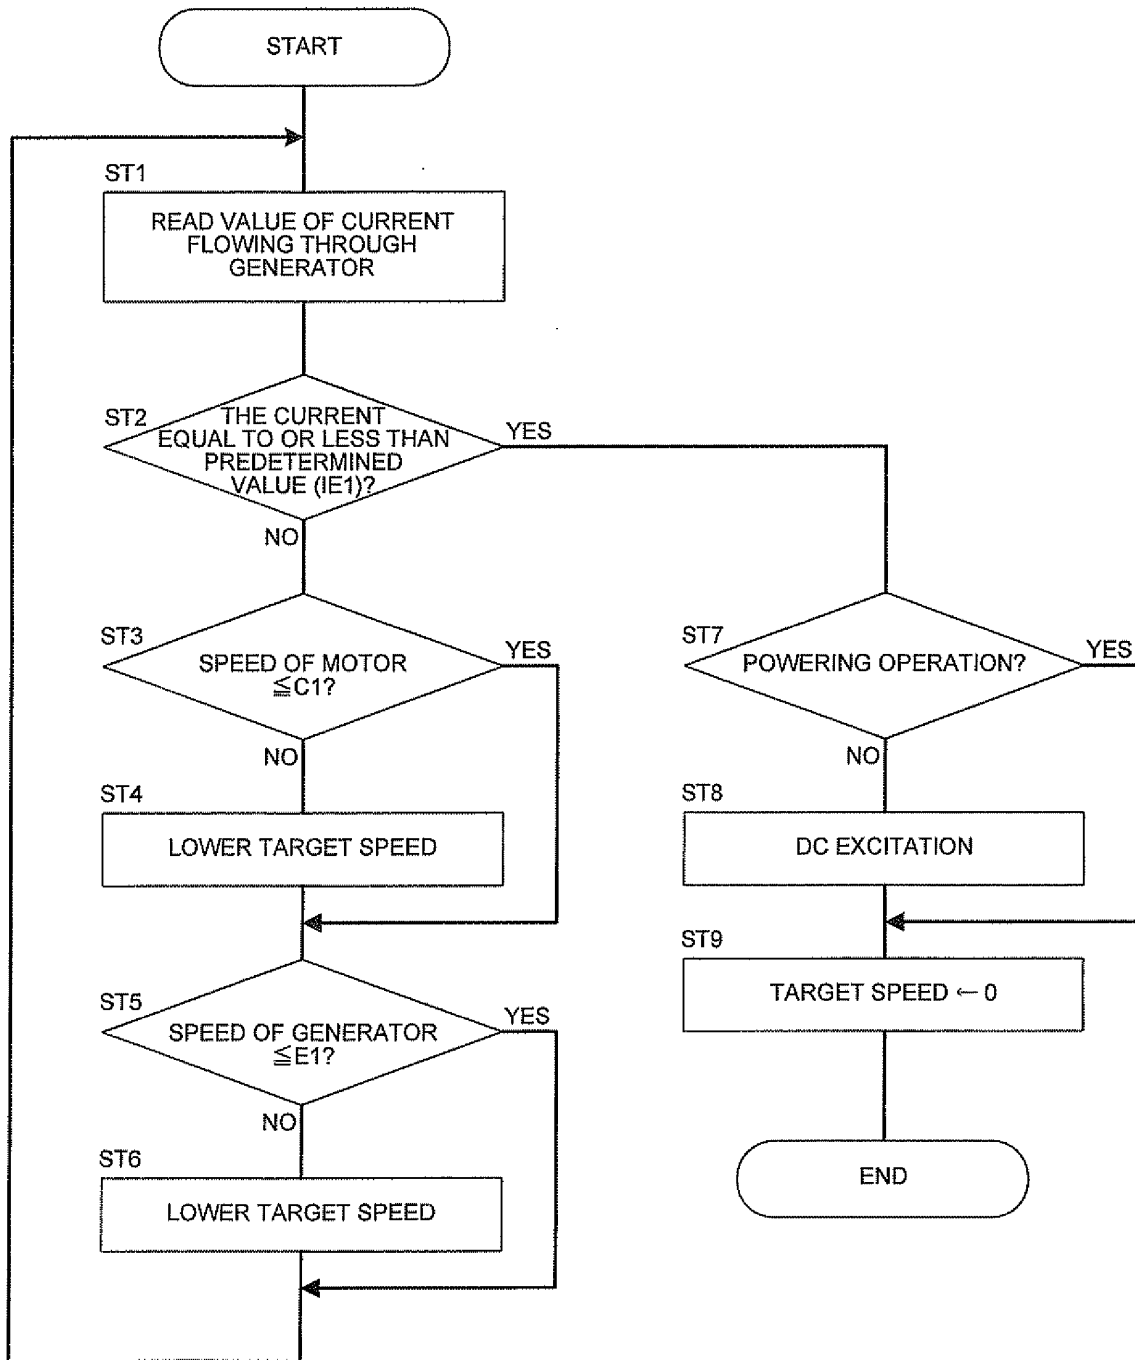 START
ST1
READ VALUE OF CURRENT
FLOWING THROUGH
GENERATOR
ST2
THE CURRENT
EQUAL TO OR LESS THAN
PREDETERMINED
VALUE (IE1)?
YES
NO
ST3
SPEED OF MOTOR
≦C1?
YES
NO
ST4
LOWER TARGET SPEED
ST5
SPEED OF GENERATOR
≦E1?
YES
NO
ST6
LOWER TARGET SPEED
ST7
POWERING OPERATION?
YES
NO
ST8
DC EXCITATION
ST9
TARGET SPEED ← 0
END